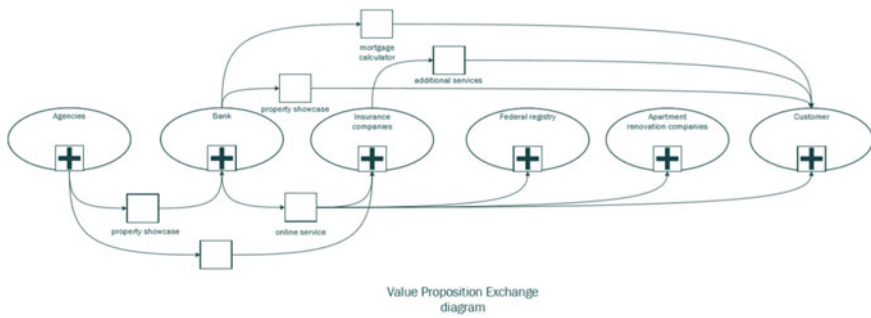 mortgage
calculator
additional services
property showcase
Agencies
Bank
Insurance
companies
Federal registry
Apartment
renovation companies
Customer
property showcase
online service
Value Proposition Exchange
diagram